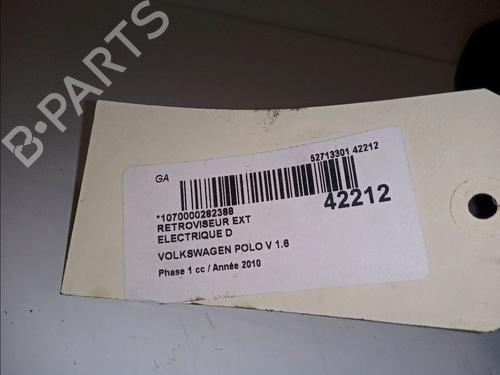 B-PARTS
GA
52713301 42212
*1070000282388
42212
RETROVISEUR EXT
ELECTRIQUE D
VOLKSWAGEN POLO V 1.6
Phase 1 cc / Année 2010